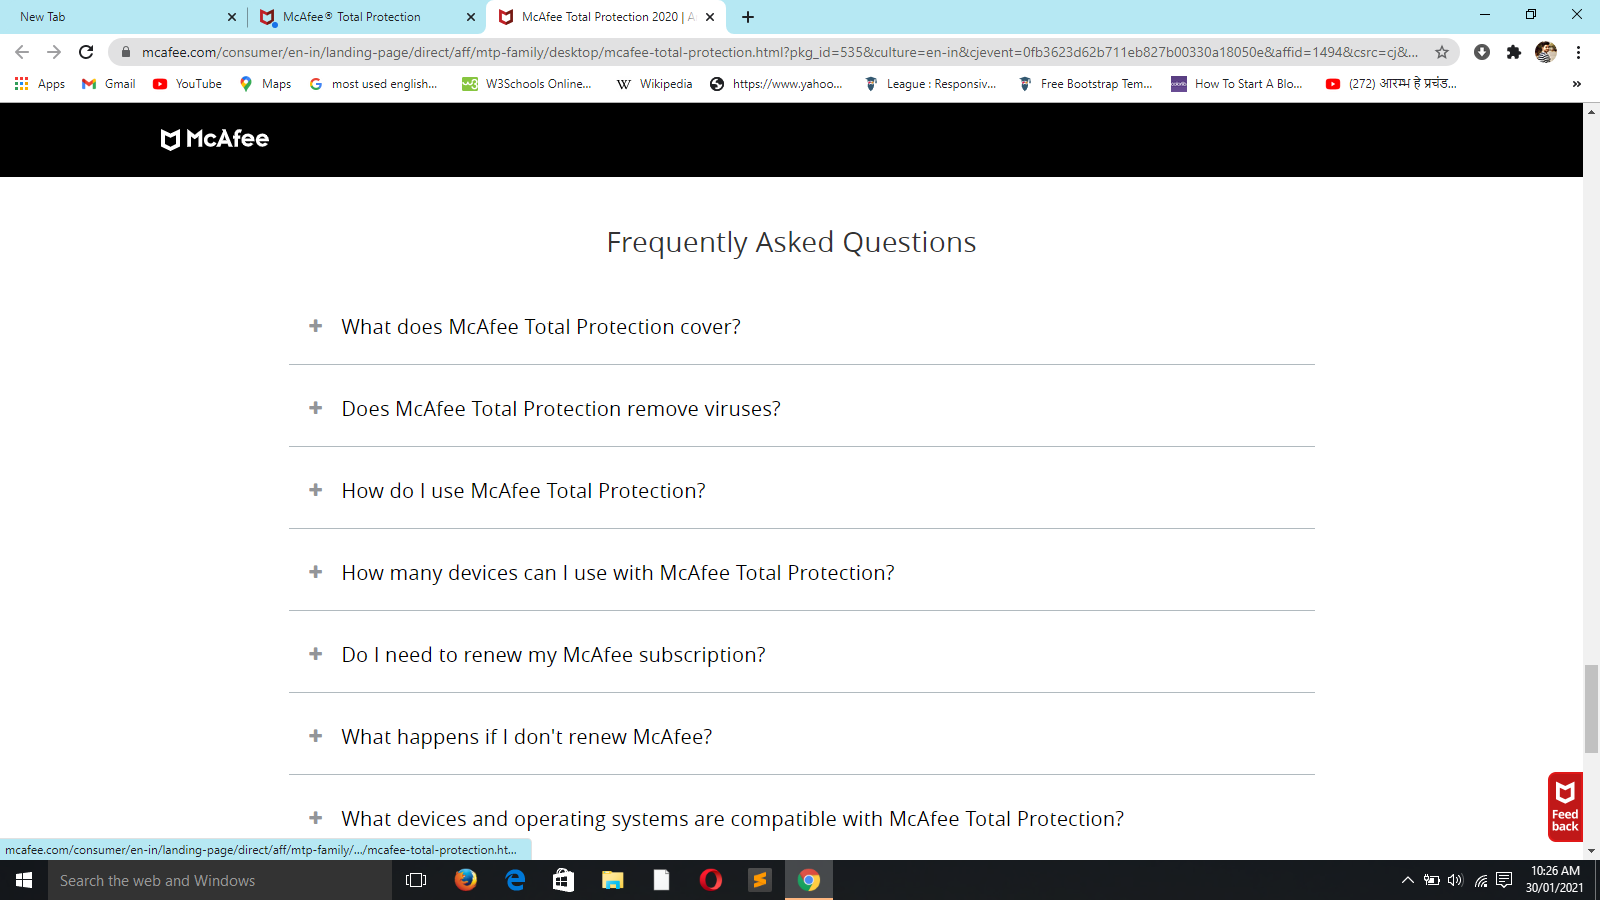 New Tab
McAfee® Total Protection
McAfee Total Protection 2020 | A
mcafee.com/consumer/en-in/landing-page/direct/aff/mtp-family/desktop/mcafee-total-protection.html?pkg_id=535&culture=en-in&cjevent=0fb3623d62b711eb827b00330a18050e&affid=1494&csrc=cj&...
Apps Gmail YouTube Maps most used english... W3Schools Online... Wikipedia https://www.yahoo... League : Responsiv... Free Bootstrap Tem... How To Start A Blo... (272) आरम्भ हे प्रचंड... »
McAfee
Frequently Asked Questions
What does McAfee Total Protection cover?
Does McAfee Total Protection remove viruses?
How do I use McAfee Total Protection?
How many devices can I use with McAfee Total Protection?
Do I need to renew my McAfee subscription?
What happens if I don't renew McAfee?
What devices and operating systems are compatible with McAfee Total Protection?
Feed
back
mcafee.com/consumer/en-in/landing-page/direct/aff/mtp-family/.../mcafee-total-protection.ht...
Search the web and Windows
10:26 AM
30/01/2021